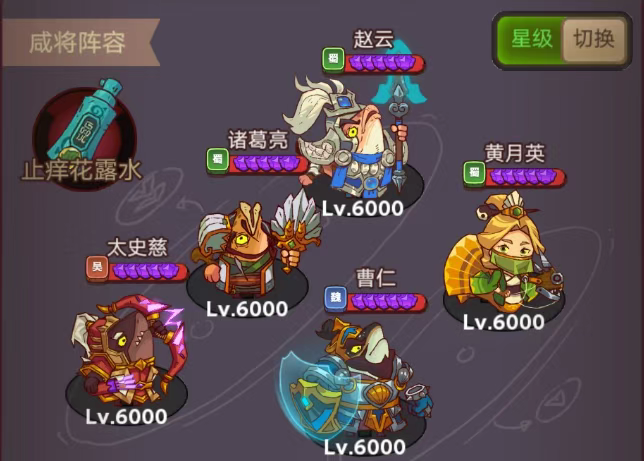 咸将阵容
星级
切换
赵云
蜀
Lv.6000
止痒花露水
诸葛亮
蜀
Lv.6000
黄月英
蜀
Lv.6000
太史慈
吴
Lv.6000
曹仁
魏
Lv.6000